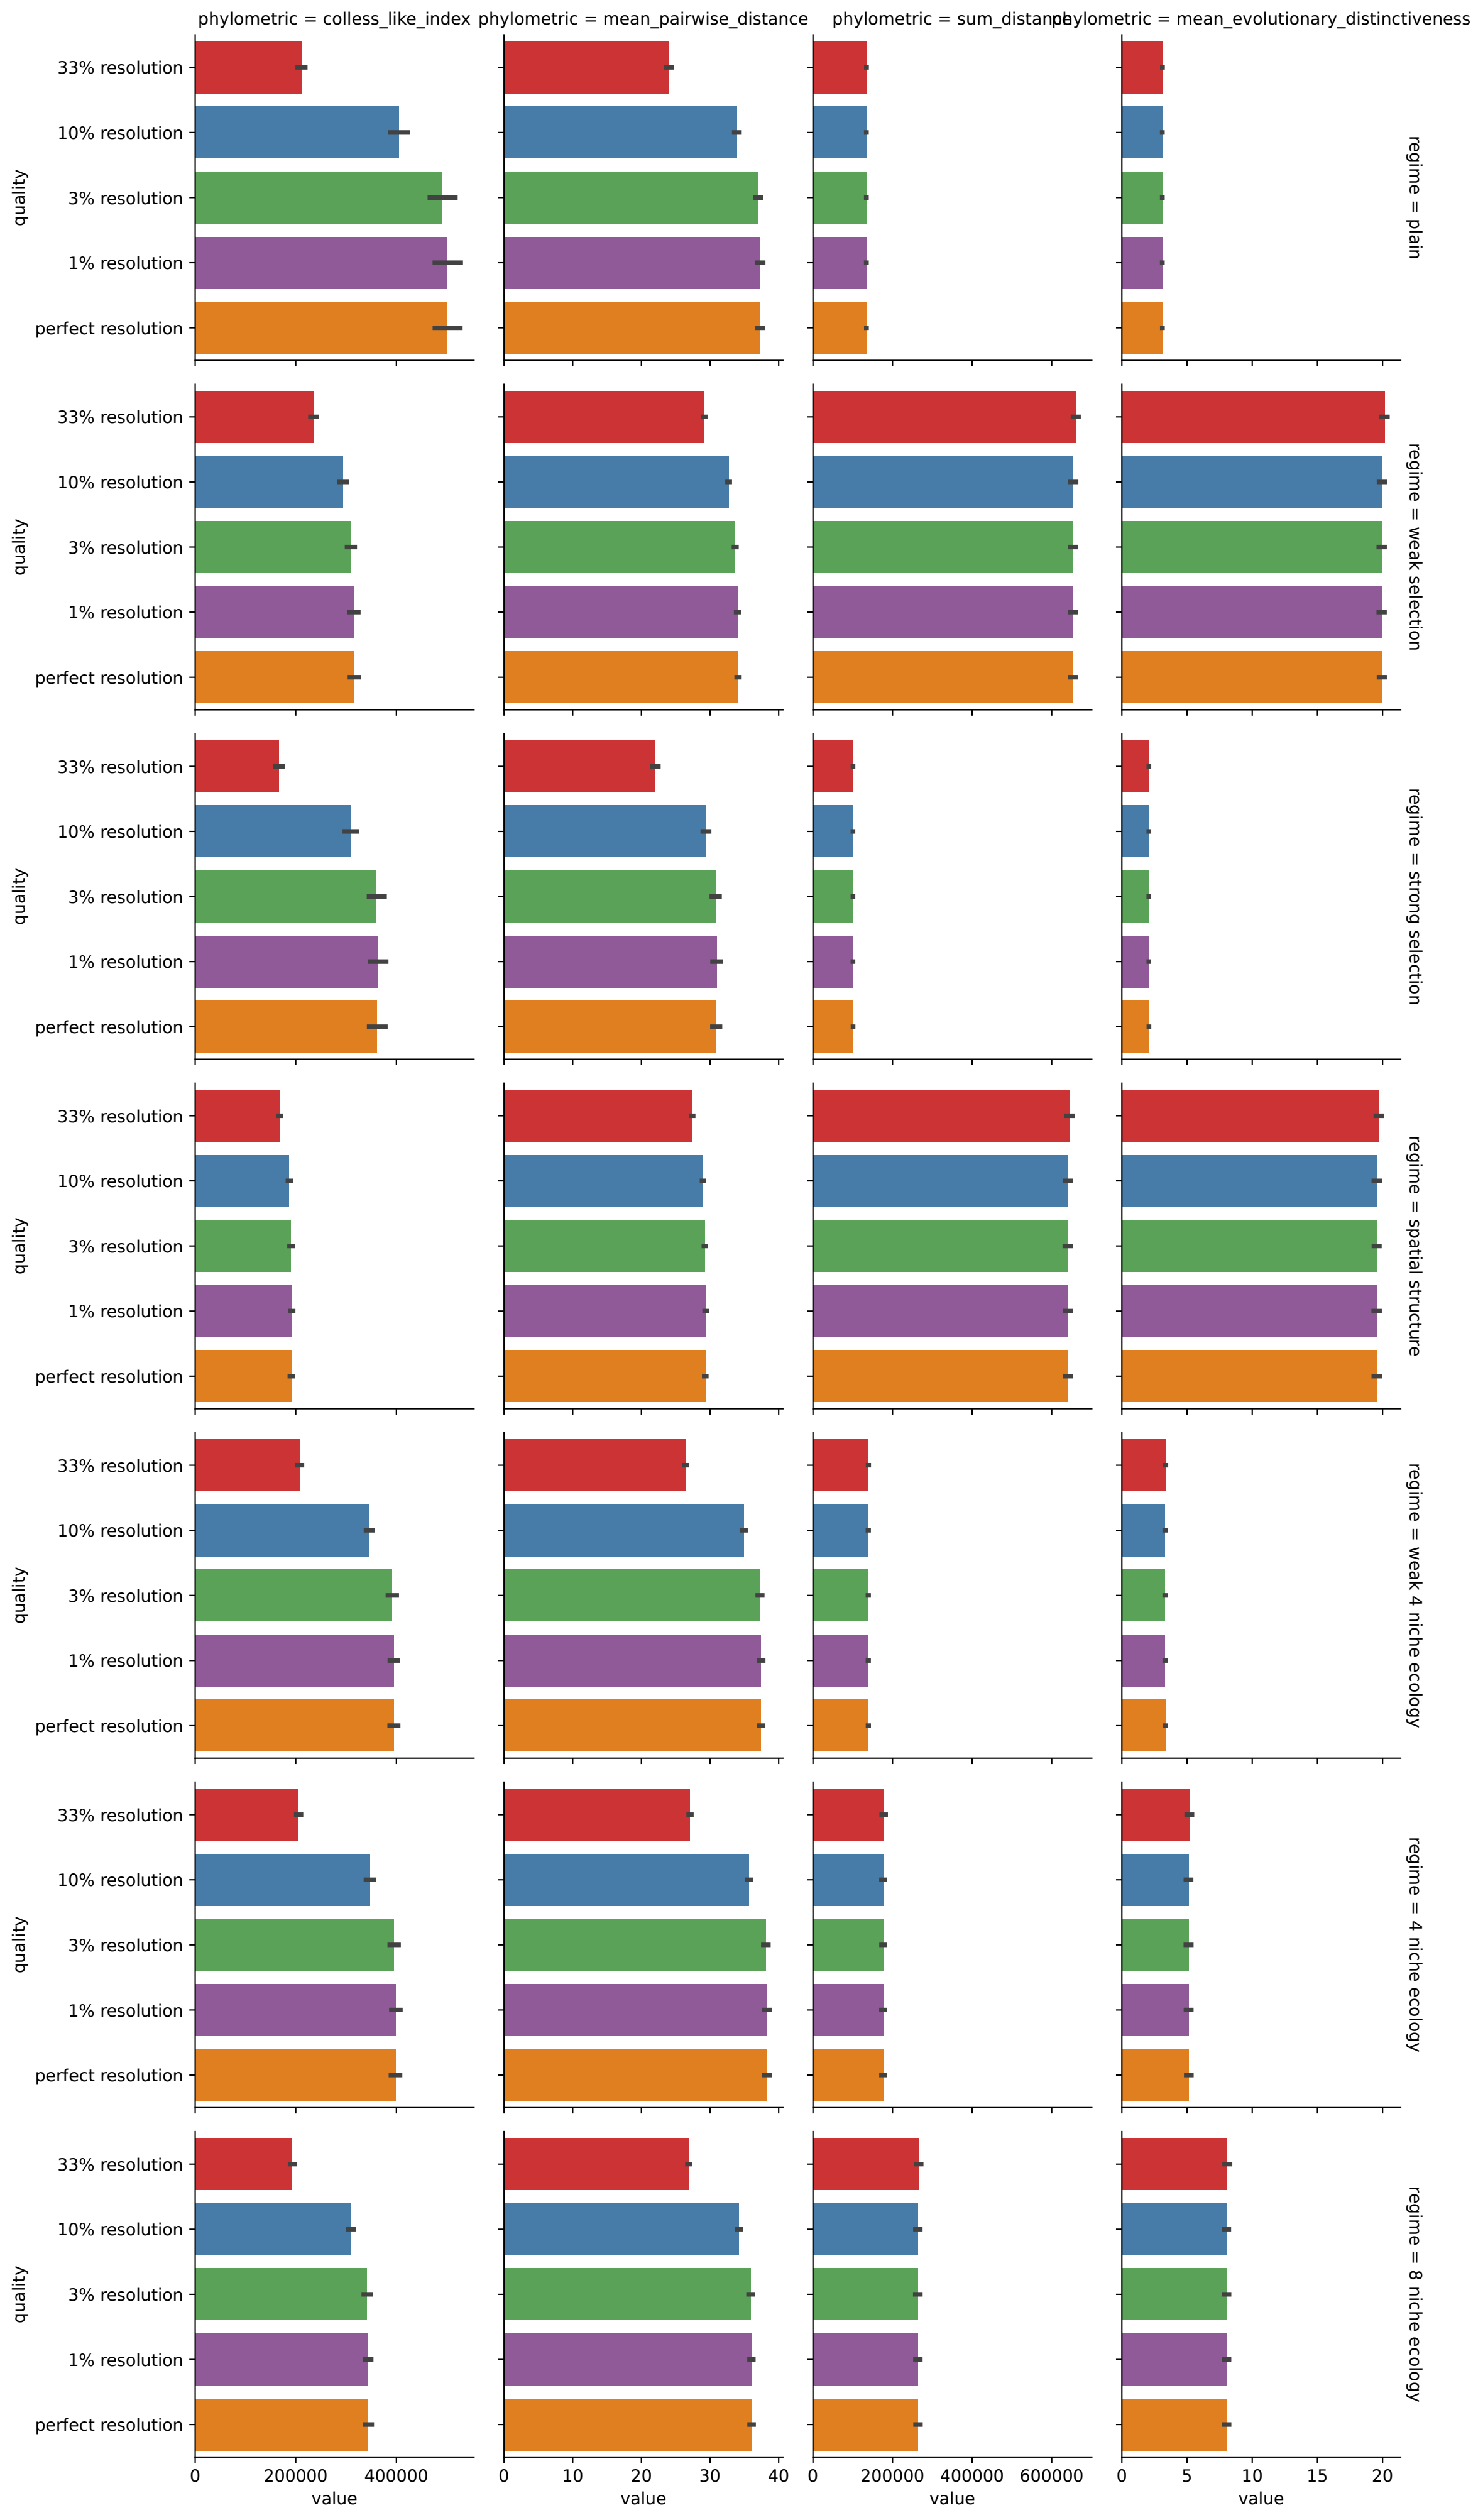 phylometric = colless_like_index phylometric = mean_pairwise_distance phylometric = sum_distance phylometric = mean_evolutionary_distinctiveness
33% resolution
10% resolution
3% resolution
1% resolution
perfect resolution
quality
regime = plain
33% resolution
10% resolution
3% resolution
1% resolution
perfect resolution
quality
regime = weak selection
33% resolution
10% resolution
3% resolution
1% resolution
perfect resolution
quality
regime = strong selection
33% resolution
10% resolution
3% resolution
1% resolution
perfect resolution
quality
regime = spatial structure
33% resolution
10% resolution
3% resolution
1% resolution
perfect resolution
quality
regime = weak 4 niche ecology
33% resolution
10% resolution
3% resolution
1% resolution
perfect resolution
quality
regime = 4 niche ecology
33% resolution
10% resolution
3% resolution
1% resolution
perfect resolution
quality
regime = 8 niche ecology
0 200000 400000 0 10 20 30 40 0 200000 400000 600000 0 5 10 15 20
value value value value